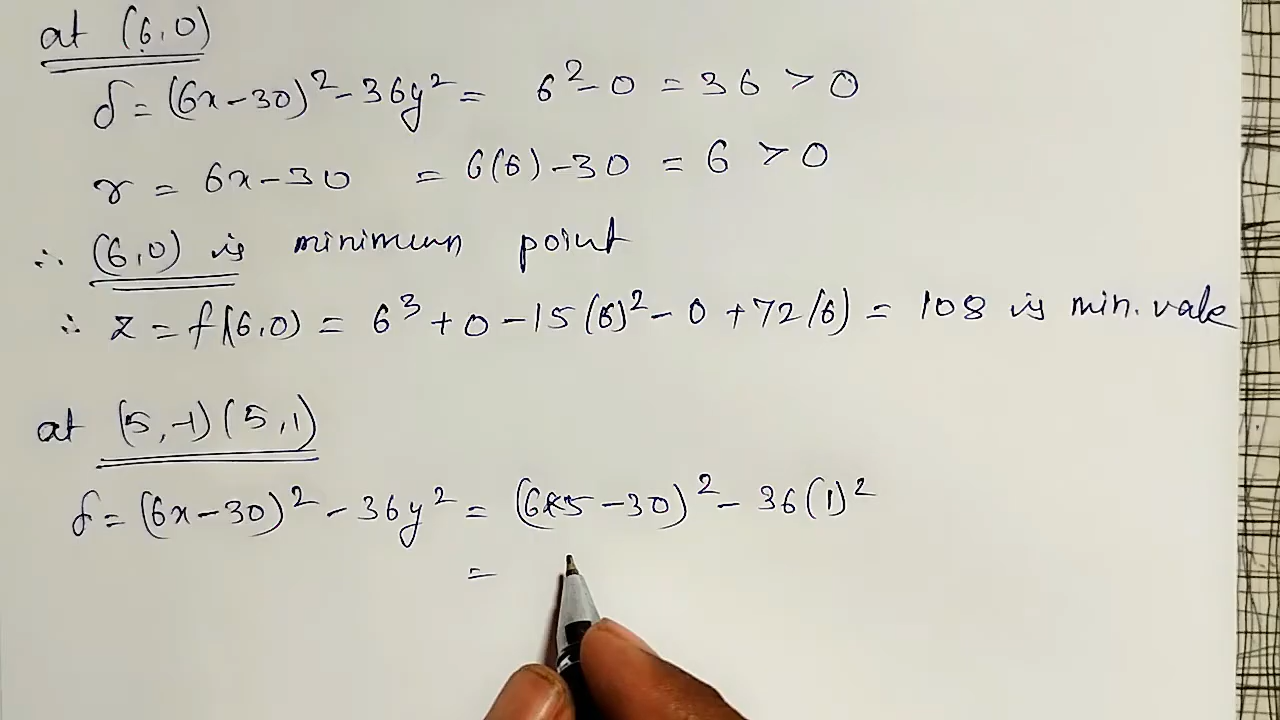 at (6,0)
δ = (6x-30)² - 36y² = 6² - 0 = 36 > 0
r = 6x-30 = 6(6)-30 = 6 > 0
∴ (6,0) is minimum point
∴ z = f(6,0) = 6³ + 0 - 15(6)² - 0 + 72(6) = 108 is min. vale
at (5,-1) (5,1)
δ = (6x-30)² - 36y² = (6×5-30)² - 36(1)²
=